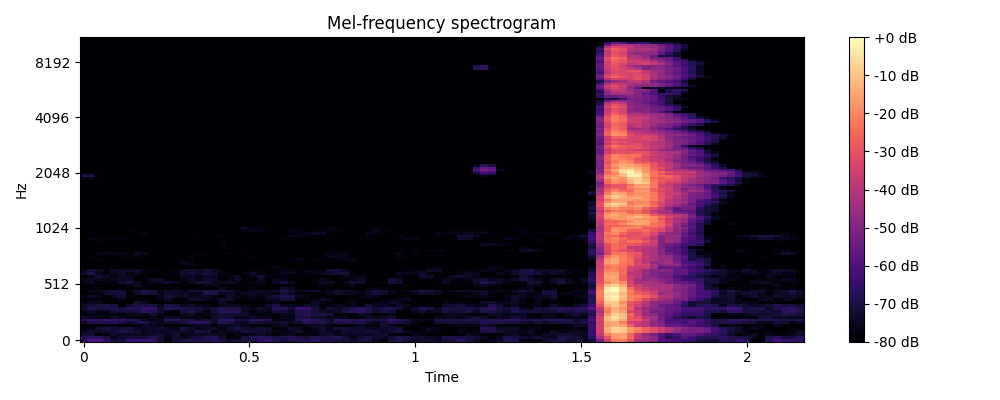 Mel-frequency spectrogram
8192
4096
2048
1024
512
0
Hz
0
0.5
1
1.5
2
Time
+0 dB
-10 dB
-20 dB
-30 dB
-40 dB
-50 dB
-60 dB
-70 dB
-80 dB